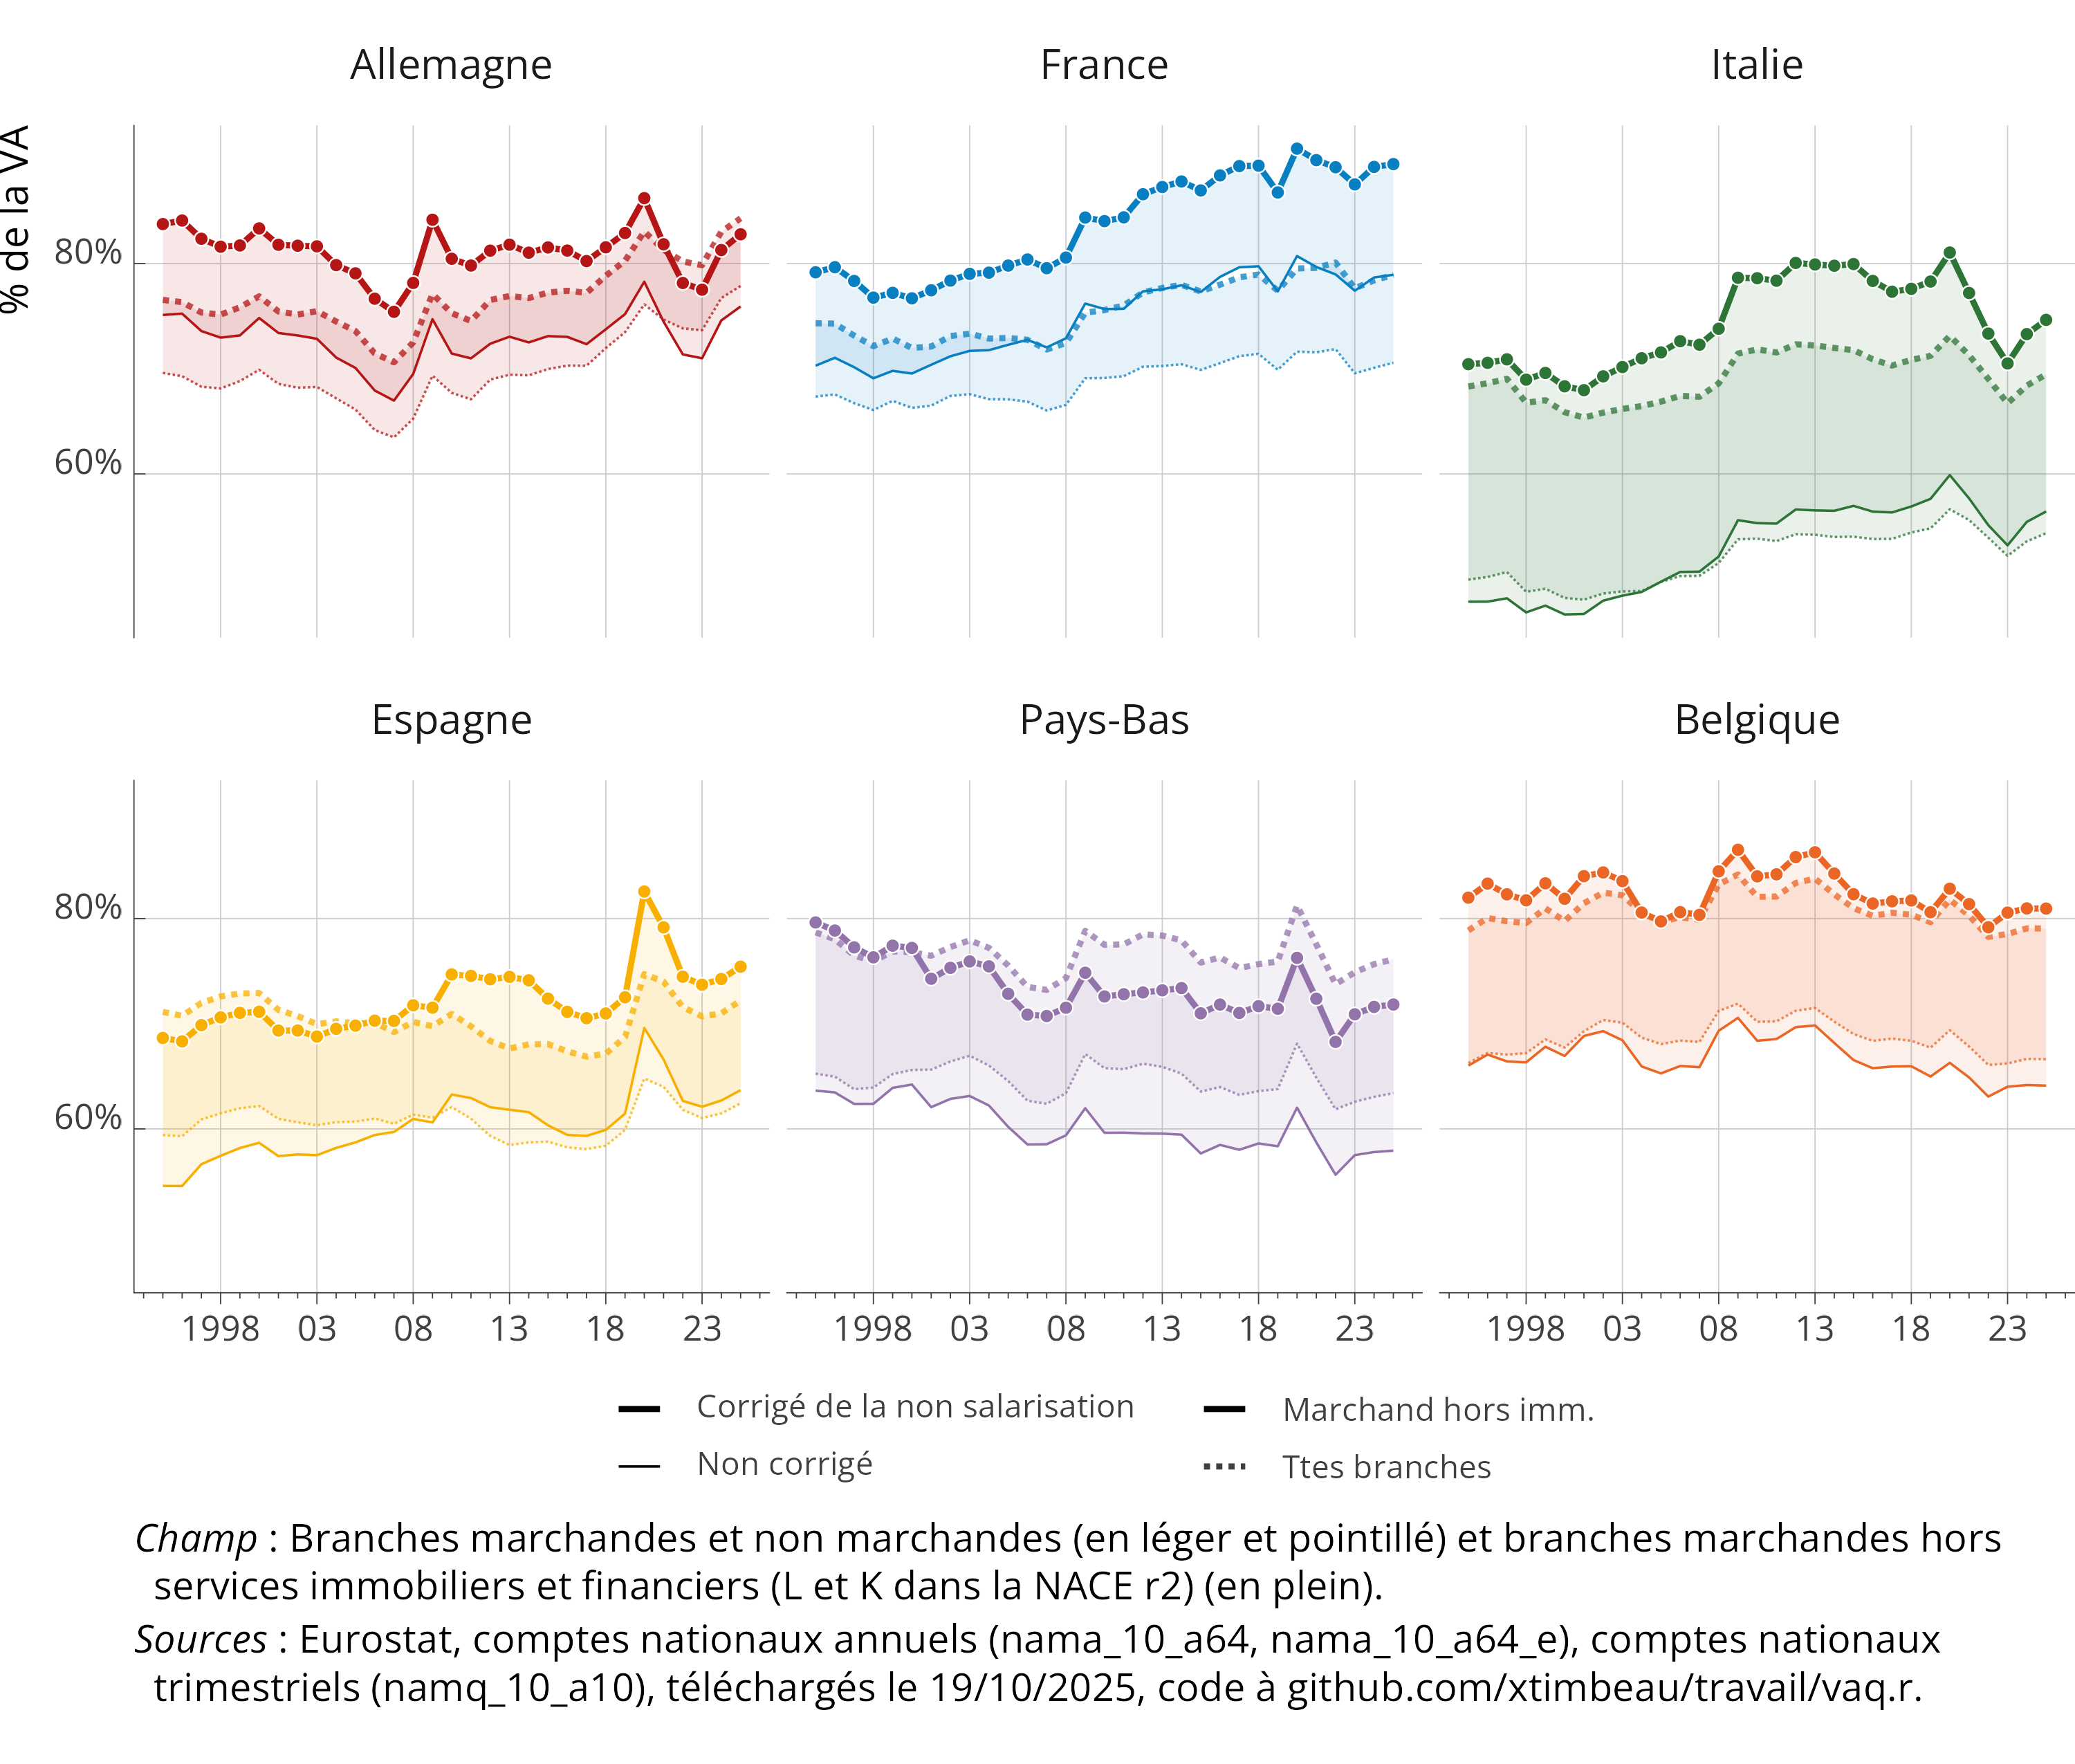 Allemagne
France
Italie
% de la VA
80%
60%
Espagne
Pays-Bas
Belgique
80%
60%
1998 03 08 13 18 23
1998 03 08 13 18 23
1998 03 08 13 18 23
Corrigé de la non salarisation
Marchand hors imm.
Non corrigé
Ttes branches
Champ : Branches marchandes et non marchandes (en léger et pointillé) et branches marchandes hors
services immobiliers et financiers (L et K dans la NACE r2) (en plein).
Sources : Eurostat, comptes nationaux annuels (nama_10_a64, nama_10_a64_e), comptes nationaux
trimestriels (namq_10_a10), téléchargés le 19/10/2025, code à github.com/xtimbeau/travail/vaq.r.